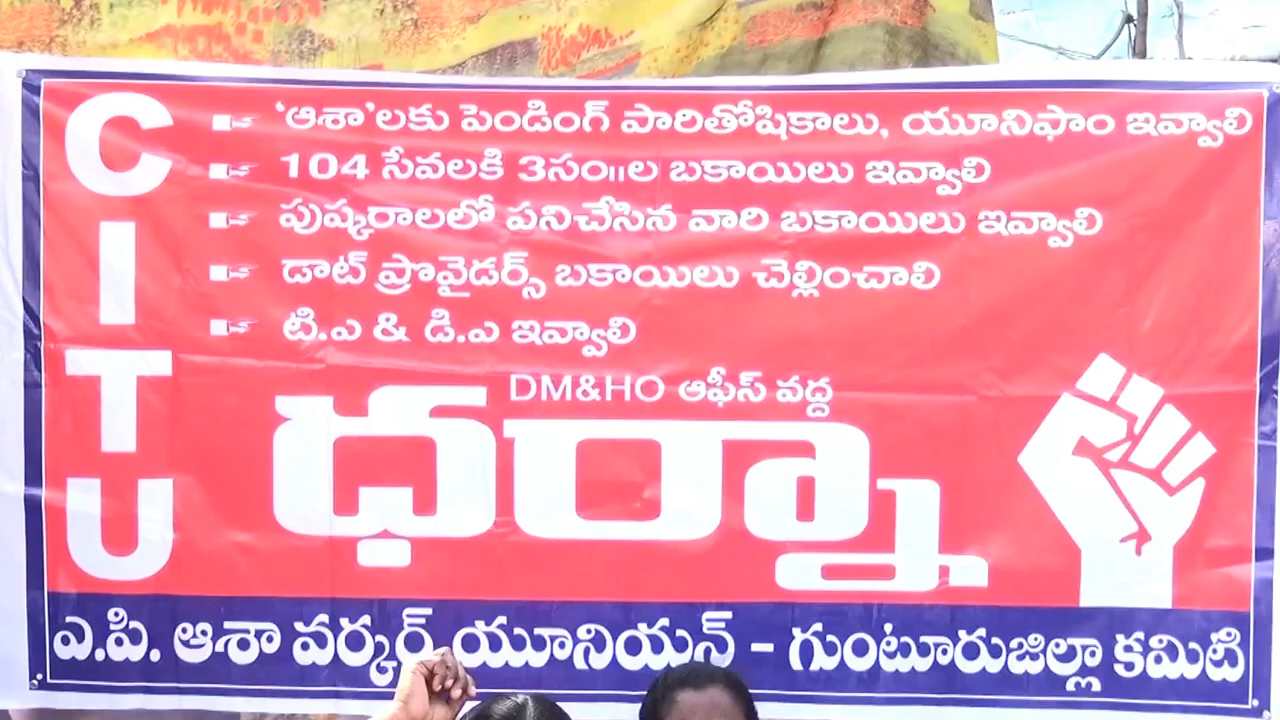 CITU
'ఆశా'లకు పెండింగ్ పారితోషికాలు, యూనిఫాం ఇవ్వాలి
104 సేవలకి 3సం॥ల బకాయిలు ఇవ్వాలి
పుష్కరాలలో పనిచేసిన వారి బకాయిలు ఇవ్వాలి
డాట్ ప్రొవైడర్స్ బకాయిలు చెల్లించాలి
టి.ఎ & డి.ఎ ఇవ్వాలి
DM&HO ఆఫీస్ వద్ద
ధర్నా
ఎ.పి. ఆశా వర్కర్ యూనియన్ - గుంటూరుజిల్లా కమిటి